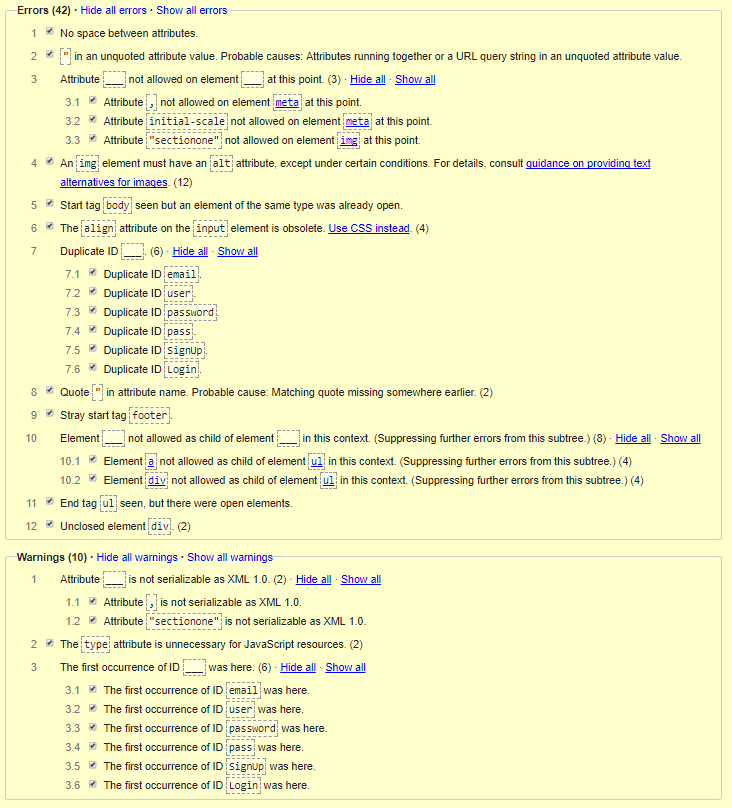 Errors (42) · Hide all errors · Show all errors
1 No space between attributes.
2 " in an unquoted attribute value. Probable causes: Attributes running together or a URL query string in an unquoted attribute value.
3 Attribute ___ not allowed on element ___ at this point. (3) · Hide all · Show all
3.1 Attribute , not allowed on element meta at this point.
3.2 Attribute initial-scale not allowed on element meta at this point.
3.3 Attribute "sectionone" not allowed on element img at this point.
4 An img element must have an alt attribute, except under certain conditions. For details, consult guidance on providing text
alternatives for images. (12)
5 Start tag body seen but an element of the same type was already open.
6 The align attribute on the input element is obsolete. Use CSS instead. (4)
7 Duplicate ID ___. (6) · Hide all · Show all
7.1 Duplicate ID email.
7.2 Duplicate ID user.
7.3 Duplicate ID password.
7.4 Duplicate ID pass.
7.5 Duplicate ID SignUp.
7.6 Duplicate ID Login.
8 Quote " in attribute name. Probable cause: Matching quote missing somewhere earlier. (2)
9 Stray start tag footer.
10 Element ___ not allowed as child of element ___ in this context. (Suppressing further errors from this subtree.) (8) · Hide all · Show all
10.1 Element a not allowed as child of element ul in this context. (Suppressing further errors from this subtree.) (4)
10.2 Element div not allowed as child of element ul in this context. (Suppressing further errors from this subtree.) (4)
11 End tag ul seen, but there were open elements.
12 Unclosed element div. (2)
Warnings (10) · Hide all warnings · Show all warnings
1 Attribute ___ is not serializable as XML 1.0. (2) · Hide all · Show all
1.1 Attribute , is not serializable as XML 1.0.
1.2 Attribute "sectionone" is not serializable as XML 1.0.
2 The type attribute is unnecessary for JavaScript resources. (2)
3 The first occurrence of ID ___ was here. (6) · Hide all · Show all
3.1 The first occurrence of ID email was here.
3.2 The first occurrence of ID user was here.
3.3 The first occurrence of ID password was here.
3.4 The first occurrence of ID pass was here.
3.5 The first occurrence of ID SignUp was here.
3.6 The first occurrence of ID Login was here.